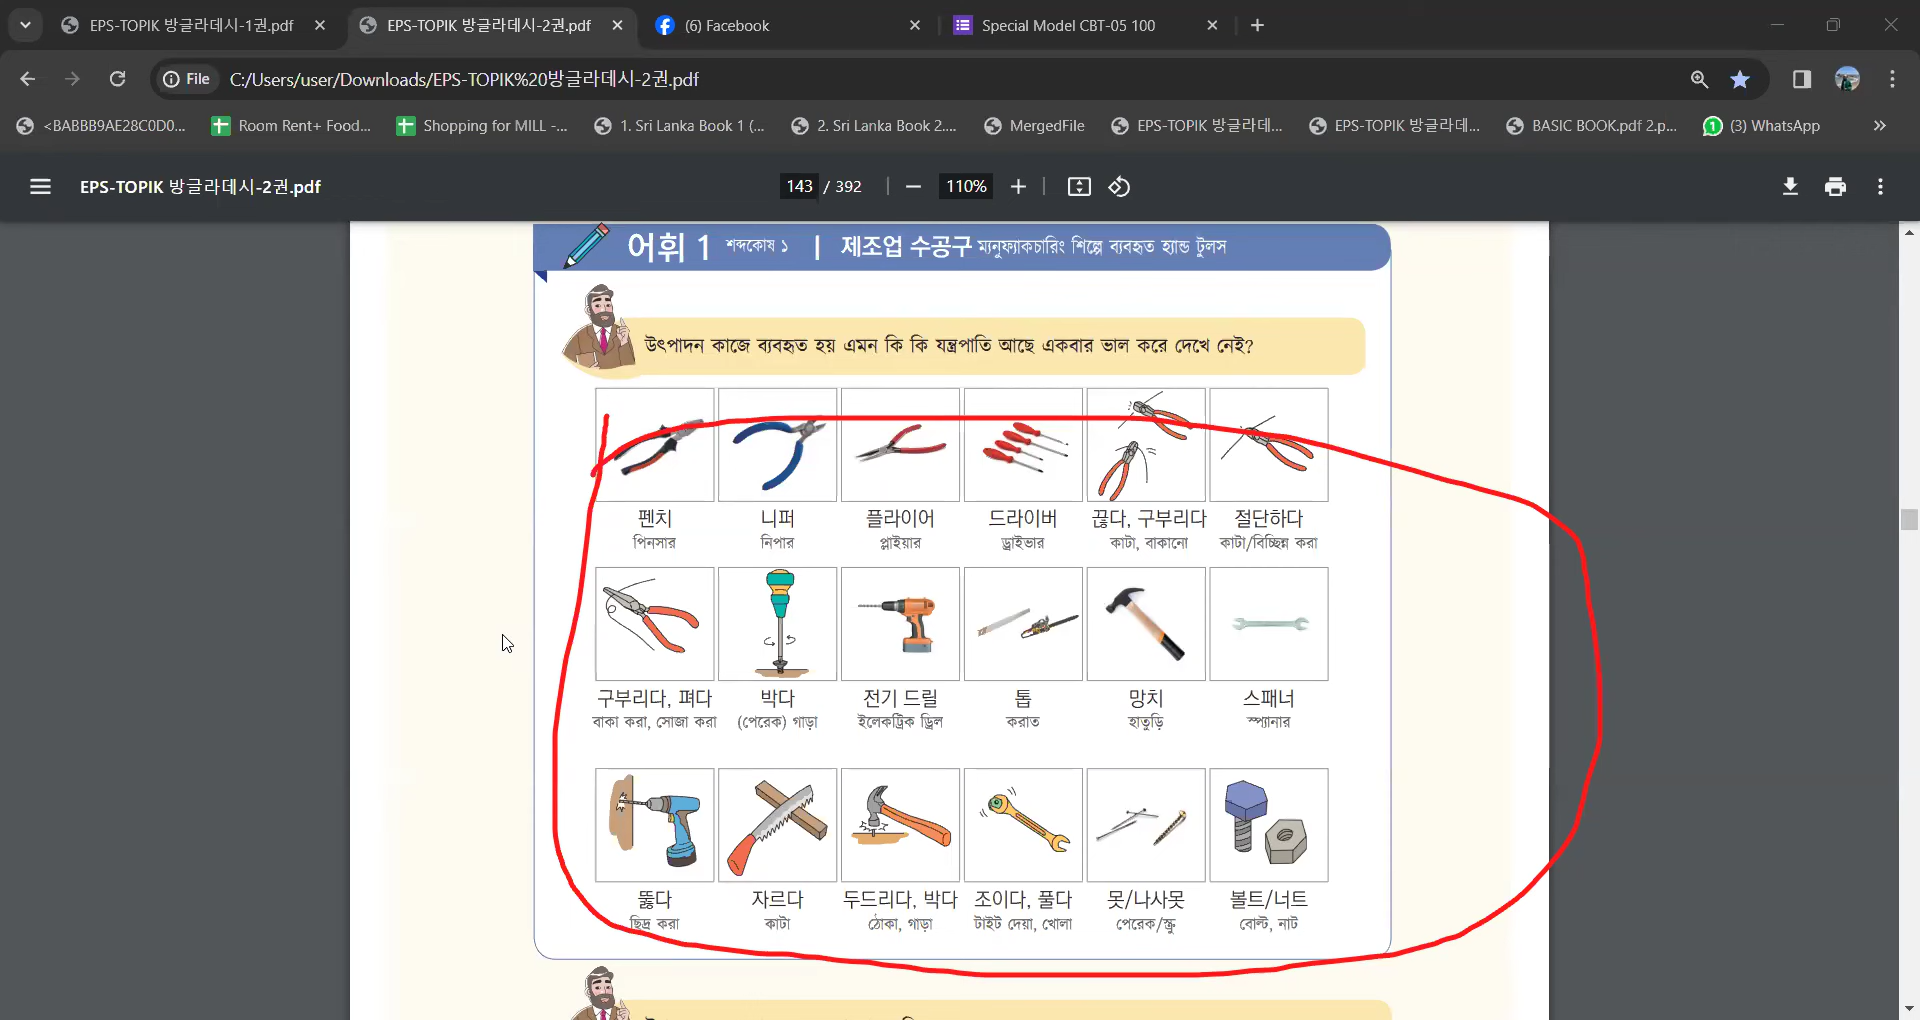 EPS-TOPIK 방글라데시-1권.pdf
EPS-TOPIK 방글라데시-2권.pdf
(6) Facebook
Special Model CBT-05 100
File C:/Users/user/Downloads/EPS-TOPIK%20방글라데시-2권.pdf
<BABBB9AE28C0D0...
Room Rent+ Food...
Shopping for MILL -...
1. Sri Lanka Book 1 (...
2. Sri Lanka Book 2....
MergedFile
EPS-TOPIK 방글라데...
EPS-TOPIK 방글라데...
BASIC BOOK.pdf 2.p...
1 (3) WhatsApp
EPS-TOPIK 방글라데시-2권.pdf
143 / 392
110%
어휘 1 শব্দকোষ ১ | 제조업 수공구 ম্যনুফ্যাকচারিং শিল্পে ব্যবহৃত হ্যান্ড টুলস
উৎপাদন কাজে ব্যবহৃত হয় এমন কি কি যন্ত্রপাতি আছে একবার ভাল করে দেখে নেই?
펜치 니퍼 플라이어 드라이버 끊다, 구부리다 절단하다
পিনসার নিপার প্লাইয়ার ড্রাইভার কাটা, বাকানো কাটা/বিচ্ছিন্ন করা
구부리다, 펴다 박다 전기 드릴 톱 망치 스패너
বাকা করা, সোজা করা (পেরেক) গাড়া ইলেকট্রিক ড্রিল করাত হাতুড়ি স্প্যানার
뚫다 자르다 두드리다, 박다 조이다, 풀다 못/나사못 볼트/너트
ছিদ্র করা কাটা ঠোকা, গাড়া টাইট দেয়া, খোলা পেরেক/স্ক্রু বোল্ট, নাট